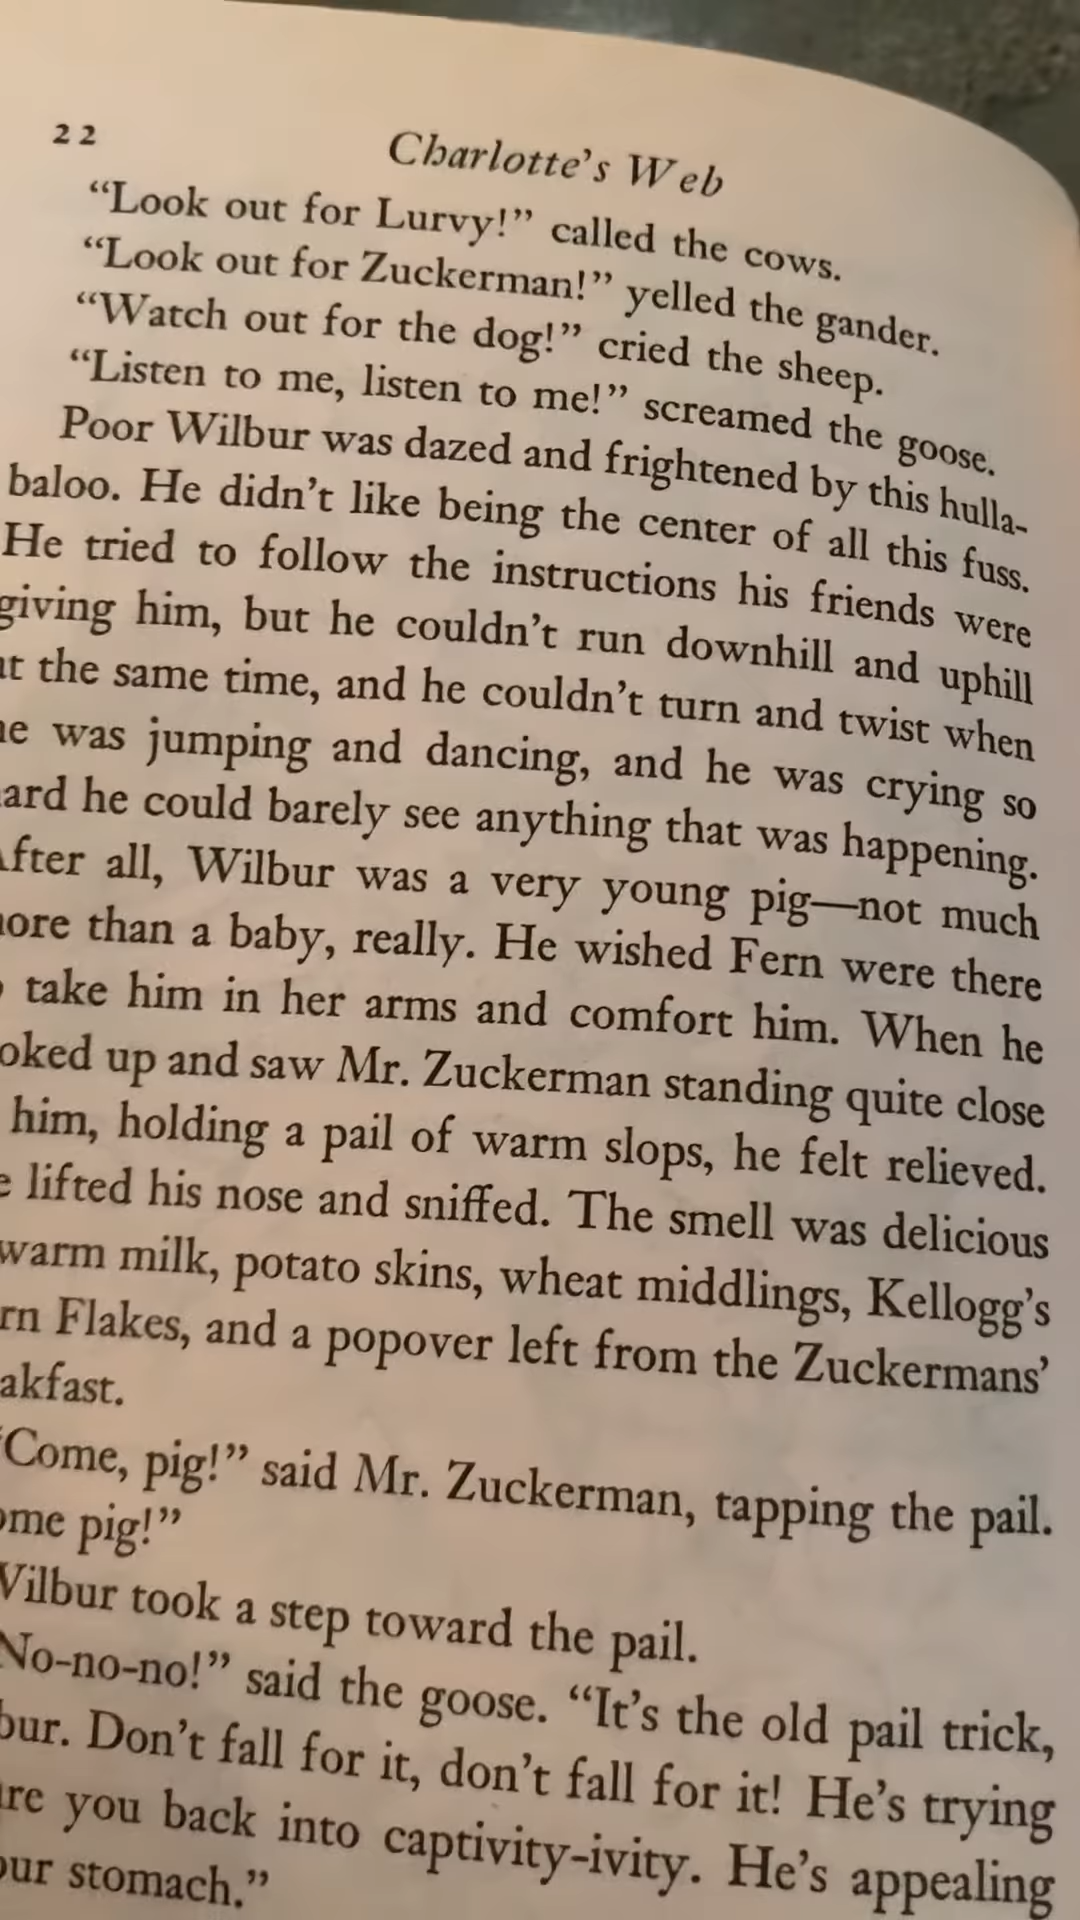 22
Charlotte's Web
“Look out for Lurvy!” called the cows.
“Look out for Zuckerman!” yelled the gander.
“Watch out for the dog!” cried the sheep.
“Listen to me, listen to me!” screamed the goose.
Poor Wilbur was dazed and frightened by this hulla-
baloo. He didn’t like being the center of all this fuss.
He tried to follow the instructions his friends were
giving him, but he couldn’t run downhill and uphill
at the same time, and he couldn’t turn and twist when
he was jumping and dancing, and he was crying so
ard he could barely see anything that was happening.
After all, Wilbur was a very young pig—not much
ore than a baby, really. He wished Fern were there
take him in her arms and comfort him. When he
oked up and saw Mr. Zuckerman standing quite close
him, holding a pail of warm slops, he felt relieved.
e lifted his nose and sniffed. The smell was delicious
warm milk, potato skins, wheat middlings, Kellogg’s
rn Flakes, and a popover left from the Zuckermans’
akfast.
“Come, pig!” said Mr. Zuckerman, tapping the pail.
ome pig!”
Wilbur took a step toward the pail.
No-no-no!” said the goose. “It’s the old pail trick,
bur. Don’t fall for it, don’t fall for it! He’s trying
re you back into captivity-ivity. He’s appealing
our stomach.”